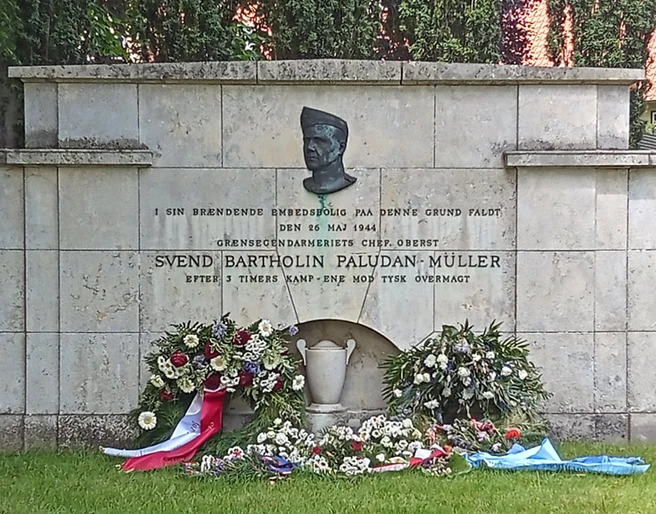 I SIN BRÆNDENDE EMBEDSBOLIG PAA DENNE GRUND FALDT
DEN 26 MAJ 1944
GRÆNSEGENDARMERIETS CHEF. OBERST
SVEND BARTHOLIN PALUDAN-MÜLLER
EFTER 3 TIMERS KAMP-ENE MOD TYSK OVERMAGT